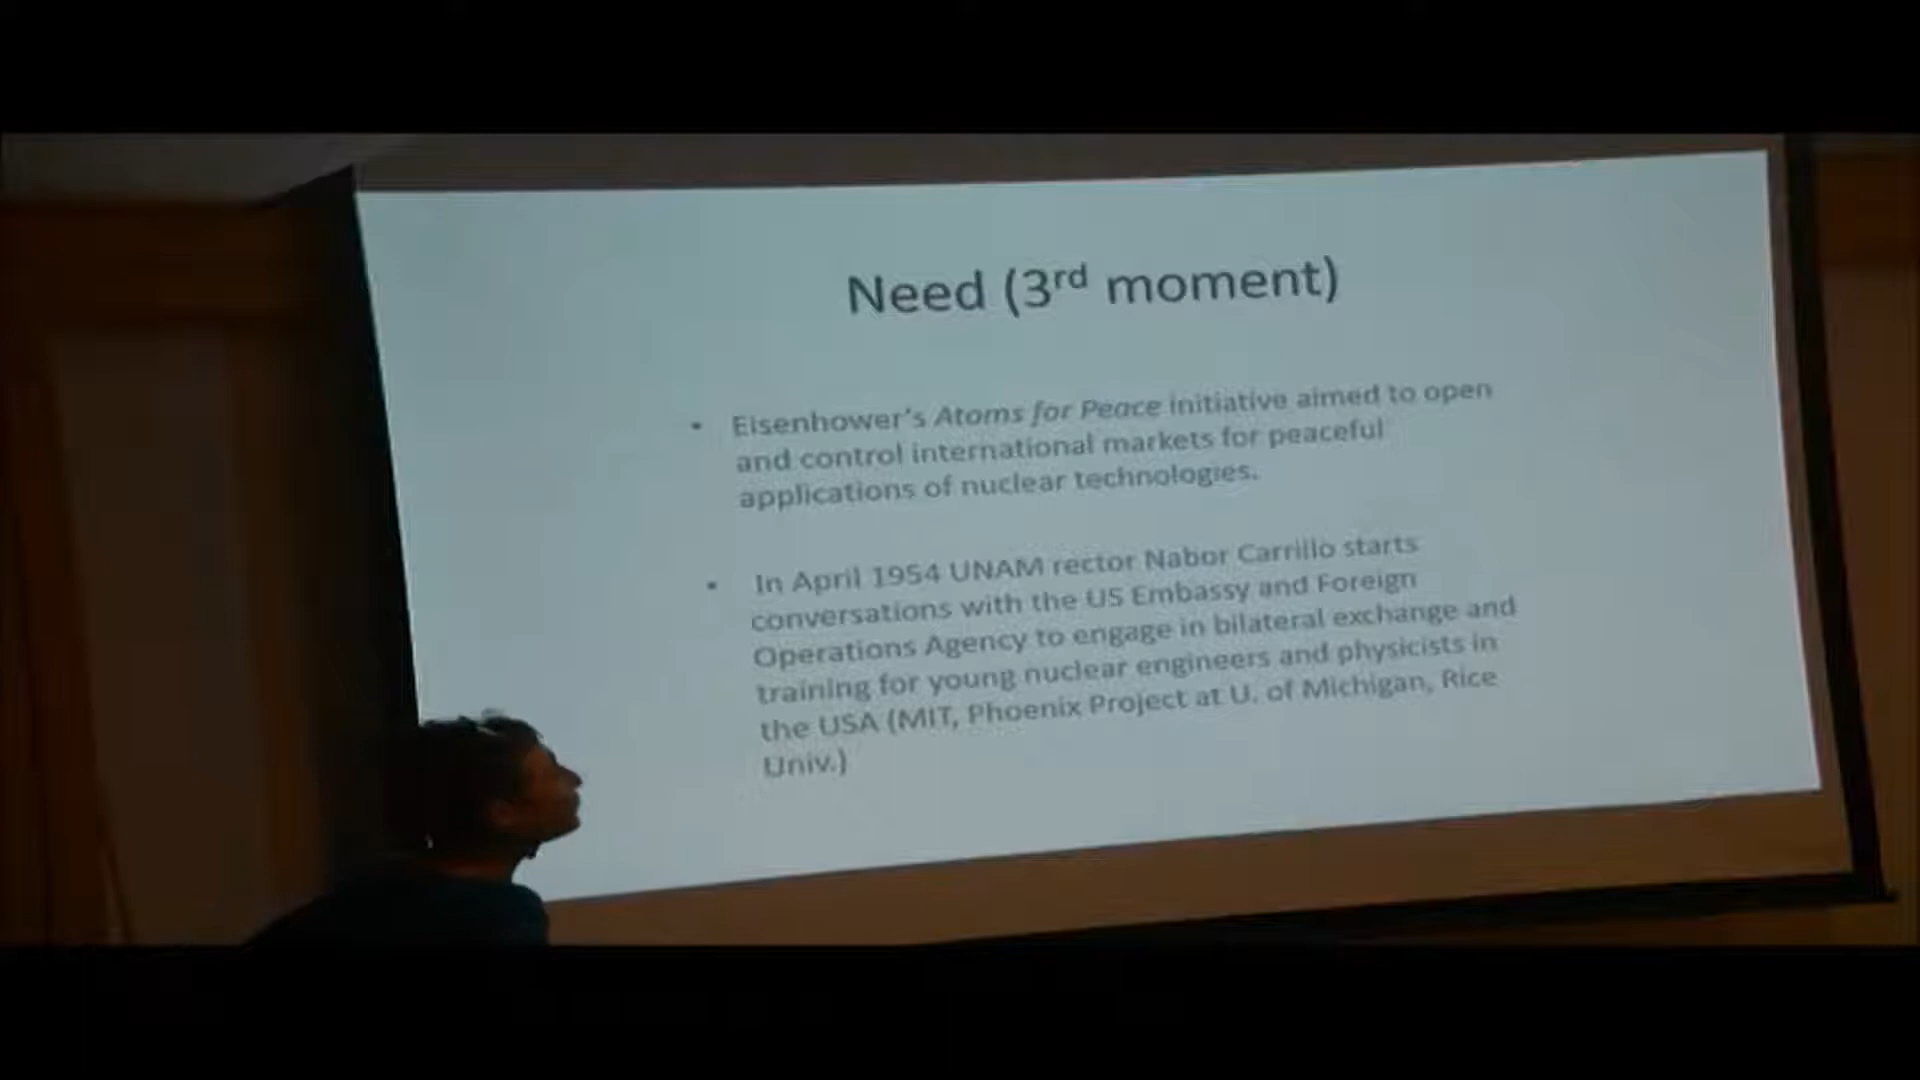 Need (3rd moment)
• Eisenhower's Atoms for Peace initiative aimed to open
and control international markets for peaceful
applications of nuclear technologies.
• In April 1954 UNAM rector Nabor Carrillo starts
conversations with the US Embassy and Foreign
Operations Agency to engage in bilateral exchange and
training for young nuclear engineers and physicists in
the USA (MIT, Phoenix Project at U. of Michigan, Rice
Univ.)